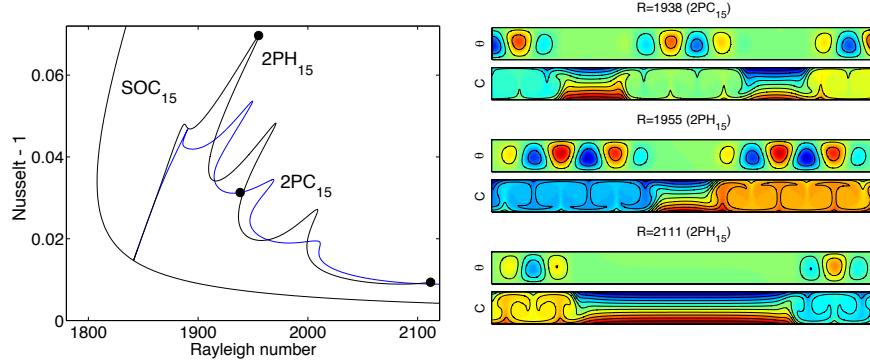 0.06
0.04
0.02
0
1800
1900
2000
2100
Nusselt - 1
Rayleigh number
SOC15
2PH15
2PC15
R=1938 (2PC15)
θ
C
R=1955 (2PH15)
θ
C
R=2111 (2PH15)
θ
C